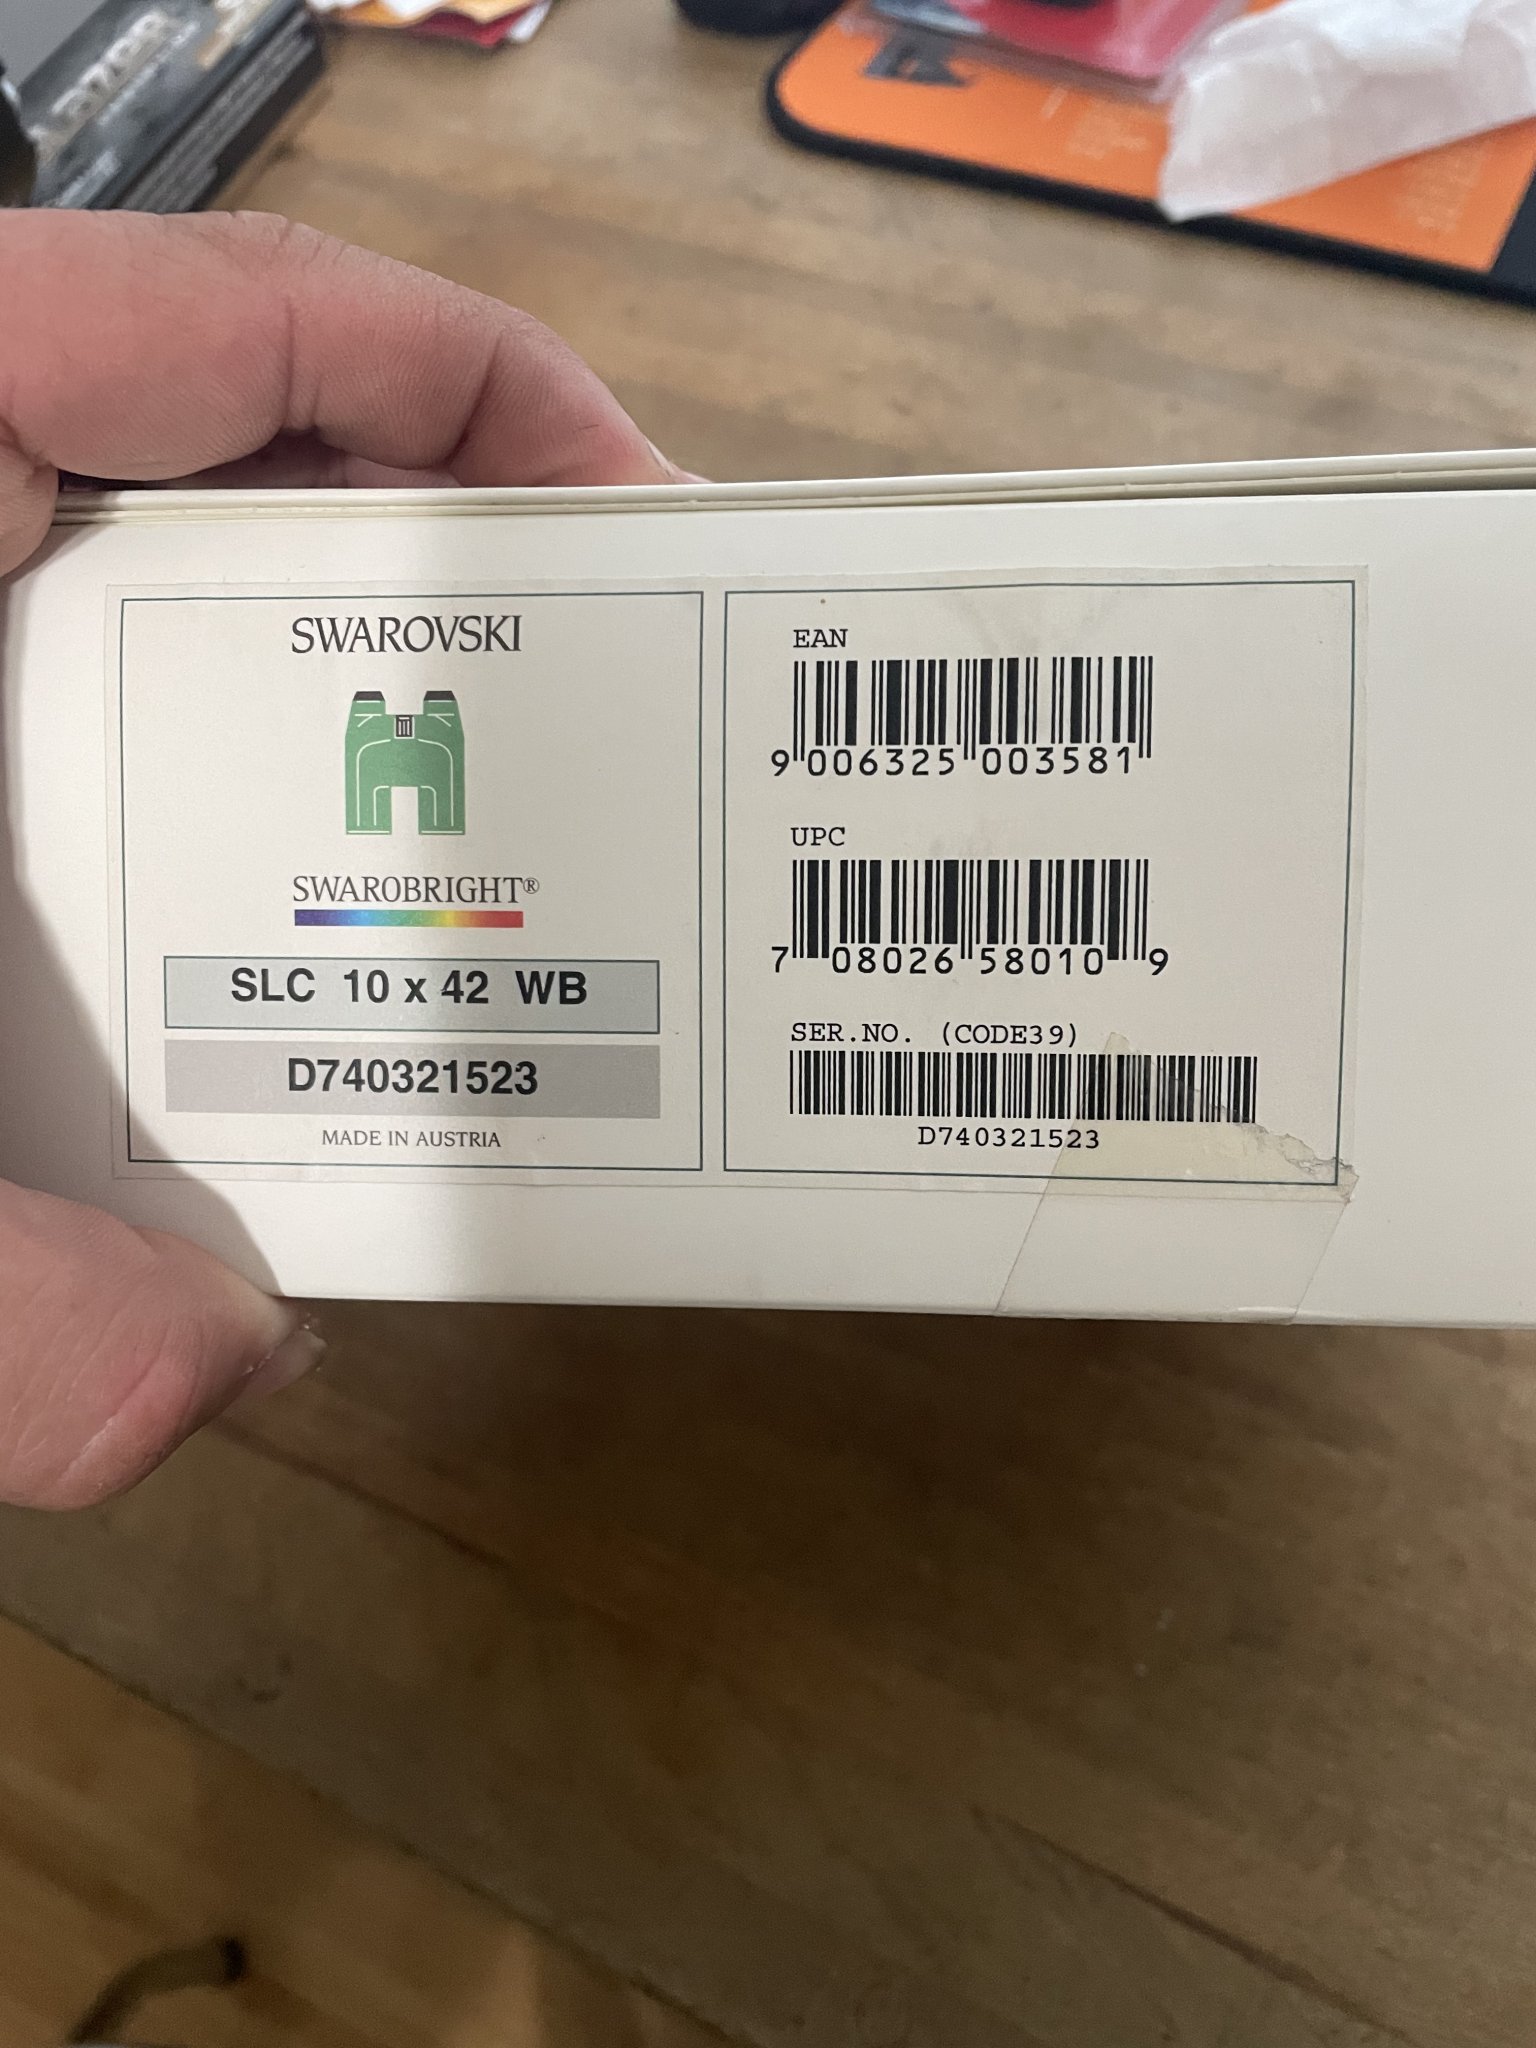 SWAROVSKI
SWAROBRIGHT®
SLC 10 x 42 WB
D740321523
MADE IN AUSTRIA
EAN
9 006325 003581
UPC
7 08026 58010 9
SER.NO. (CODE39)
D740321523